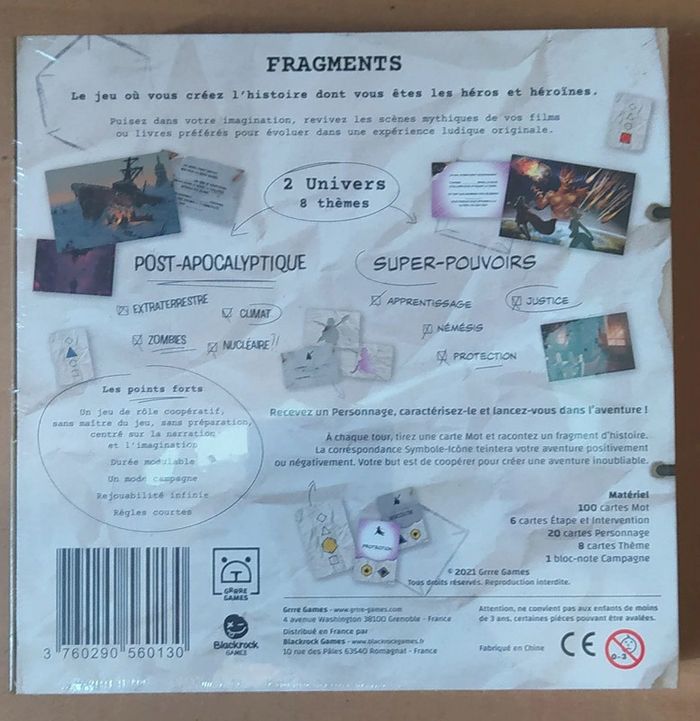 FRAGMENTS
Le jeu où vous créez l'histoire dont vous êtes les héros et héroïnes.
Puisez dans votre imagination, revivez les scènes mythiques de vos films
ou livres préférés pour évoluer dans une expérience ludique originale.
2 Univers
8 thèmes
POST-APOCALYPTIQUE
EXTRATERRESTRE
CLIMAT
ZOMBIES
NUCLÉAIRE?!
SUPER-POUVOIRS
APPRENTISSAGE
JUSTICE
NÉMÉSIS
PROTECTION
Les points forts
Un jeu de rôle coopératif,
sans maître du jeu, sans préparation,
centré sur la narration
et l'imagination
Durée modulable
Un mode campagne
Rejouabilité infinie
Règles courtes
Recevez un Personnage, caractérisez-le et lancez-vous dans l'aventure !
À chaque tour, tirez une carte Mot et racontez un fragment d'histoire.
La correspondance Symbole-Icône teintera votre aventure positivement
ou négativement. Votre but est de coopérer pour créer une aventure inoubliable.
PROTECTION
Matériel
100 cartes Mot
6 cartes Étape et Intervention
20 cartes Personnage
8 cartes Thème
1 bloc-note Campagne
© 2021 Grrre Games
Tous droits réservés. Reproduction interdite.
GRRRE
GAMES
Blackrock
GAMES
Grrre Games - www.grrre-games.com
4 avenue Washington 38100 Grenoble - France
Distribué en France par
Blackrock Games - www.blackrockgames.fr
10 rue des Pâles 63540 Romagnat - France
Attention, ne convient pas aux enfants de moins
de 3 ans, certaines pièces pouvant être avalées.
Fabriqué en Chine
CE
0-3
3 760290 560130